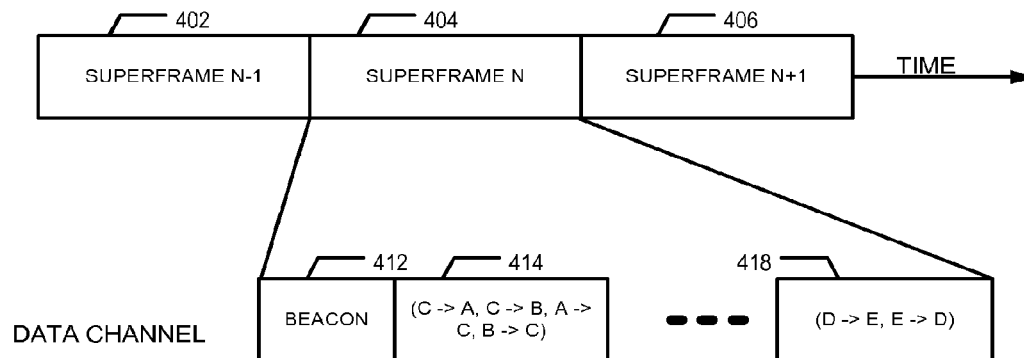 402 404 406
SUPERFRAME N-1 SUPERFRAME N SUPERFRAME N+1 TIME
412 414 418
DATA CHANNEL BEACON (C -> A, C -> B, A ->
C, B -> C) (D -> E, E -> D)